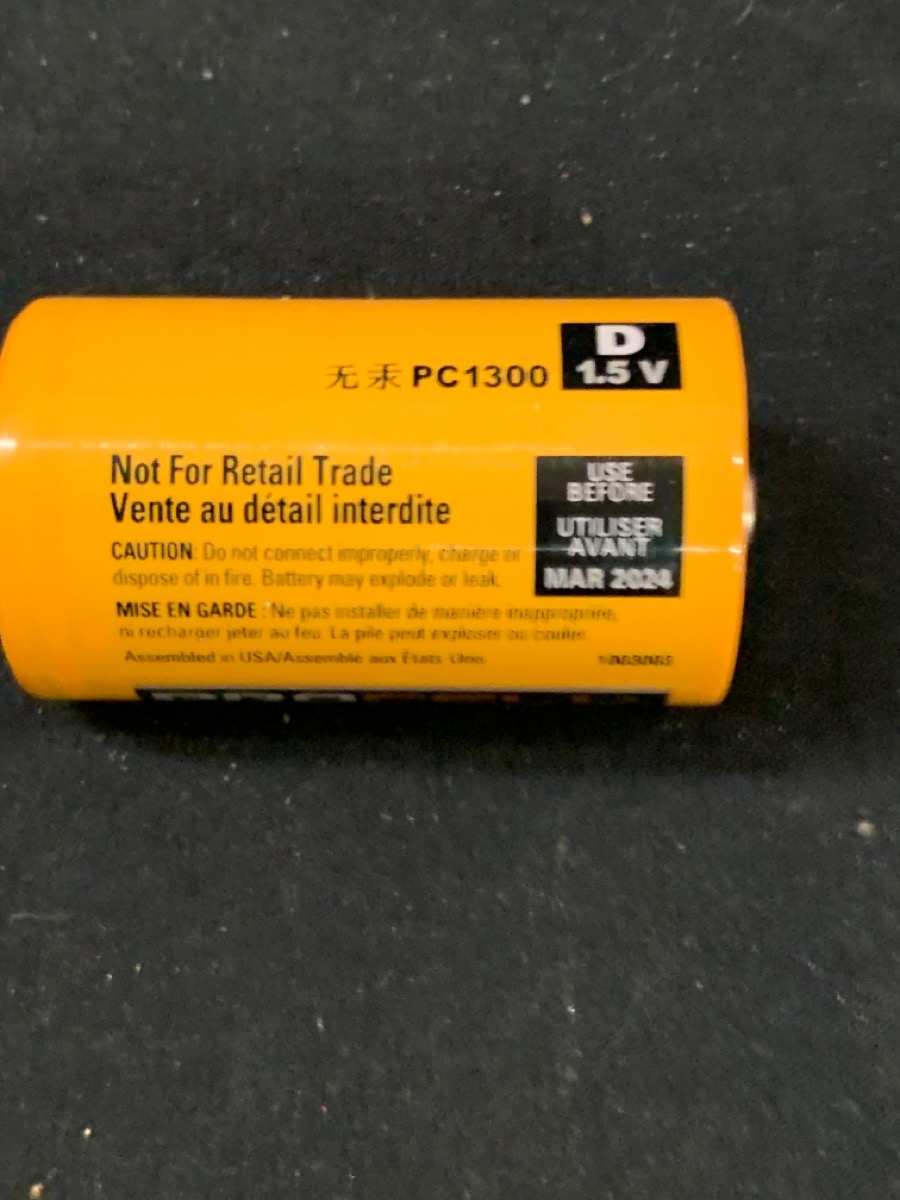 D
无汞 PC1300 1.5 V
Not For Retail Trade
Vente au détail interdite
USE
BEFORE
UTILISER
AVANT
MAR 2024
CAUTION: Do not connect improperly, charge or
dispose of in fire. Battery may explode or leak.
MISE EN GARDE : Ne pas installer de manière inappropriée,
ni recharger jeter au feu. La pile peut exploser ou couler.
Assembled in USA/Assemblé aux États-Unis